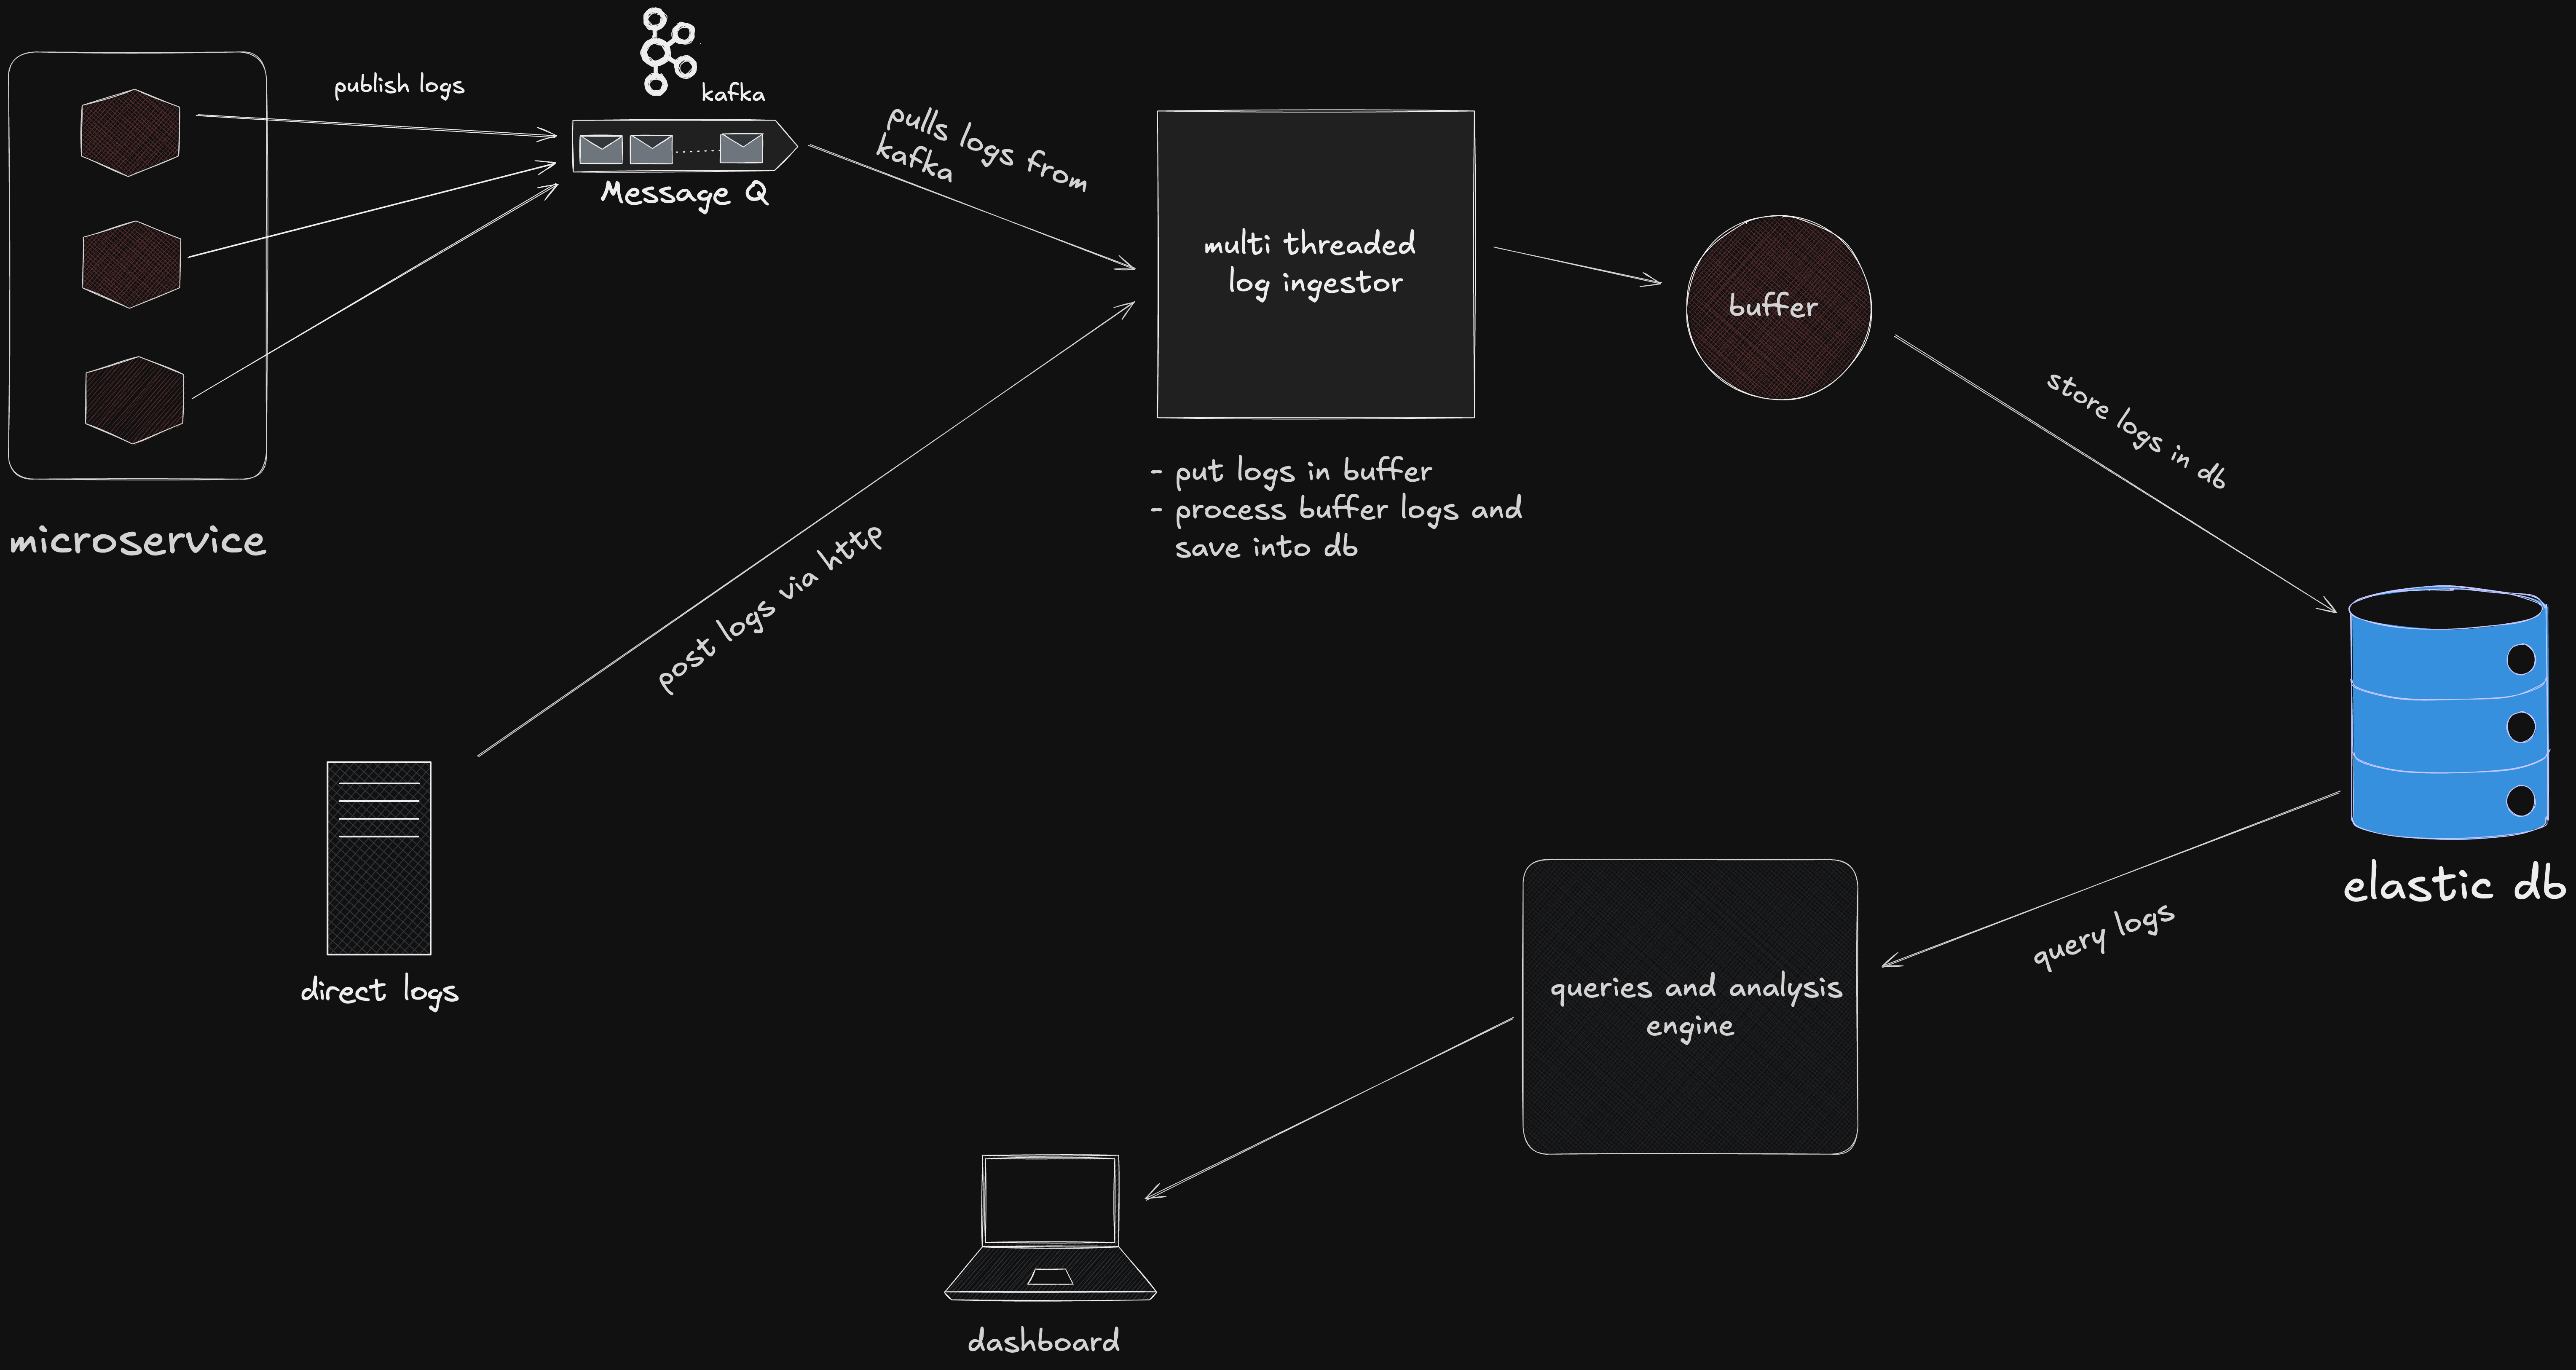 publish logs
kafka
Message Q
pulls logs from
kafka
multi threaded
log ingestor
buffer
- put logs in buffer
- process buffer logs and
save into db
store logs in db
microservice
post logs via http
direct logs
elastic db
query logs
queries and analysis
engine
dashboard